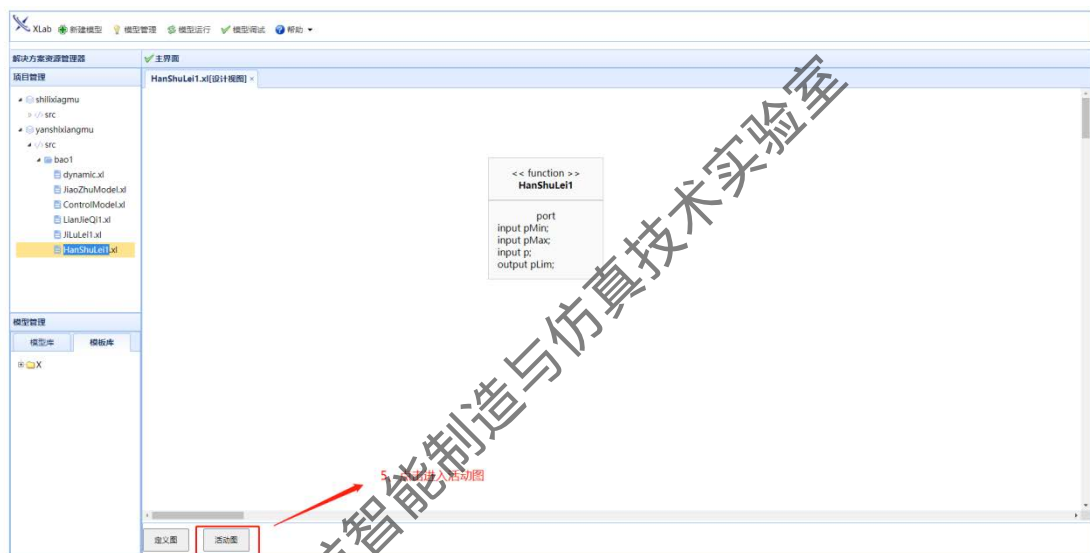 XLab 新建模型 模型管理 模型运行 模型调试 帮助
解决方案资源管理器
主界面
项目管理
HanShuLei1.xl[设计视图] ×
shilixiagmu
src
yanshixiangmu
src
bao1
dynamic.xl
JiaoZhuModel.xl
ControlModel.xl
LianJieQi1.xl
JiLuLei1.xl
HanShuLei1.xl
<< function >>
HanShuLei1
port
input pMin;
input pMax;
input p;
output pLim;
模型管理
模型库 模板库
X
5、点击进入活动图
定义图 活动图
智能制造与仿真技术实验室